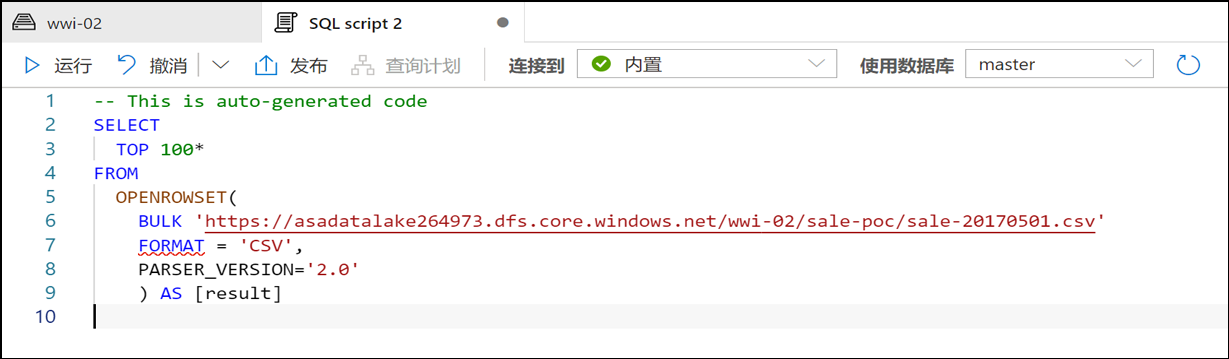 wwi-02 SQL script 2
运行 撤消 发布 查询计划 连接到 内置 使用数据库 master
1 -- This is auto-generated code
2 SELECT
3 TOP 100*
4 FROM
5 OPENROWSET(
6 BULK 'https://asadatalake264973.dfs.core.windows.net/wwi-02/sale-poc/sale-20170501.csv'
7 FORMAT = 'CSV',
8 PARSER_VERSION='2.0'
9 ) AS [result]
10